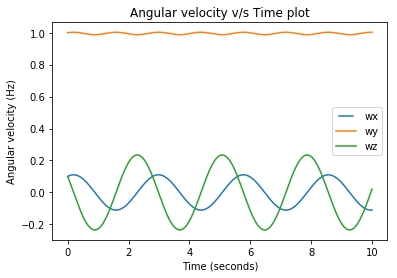 Angular velocity v/s Time plot
Angular velocity (Hz)
1.0
0.8
0.6
0.4
0.2
0.0
−0.2
wx
wy
wz
0 2 4 6 8 10
Time (seconds)